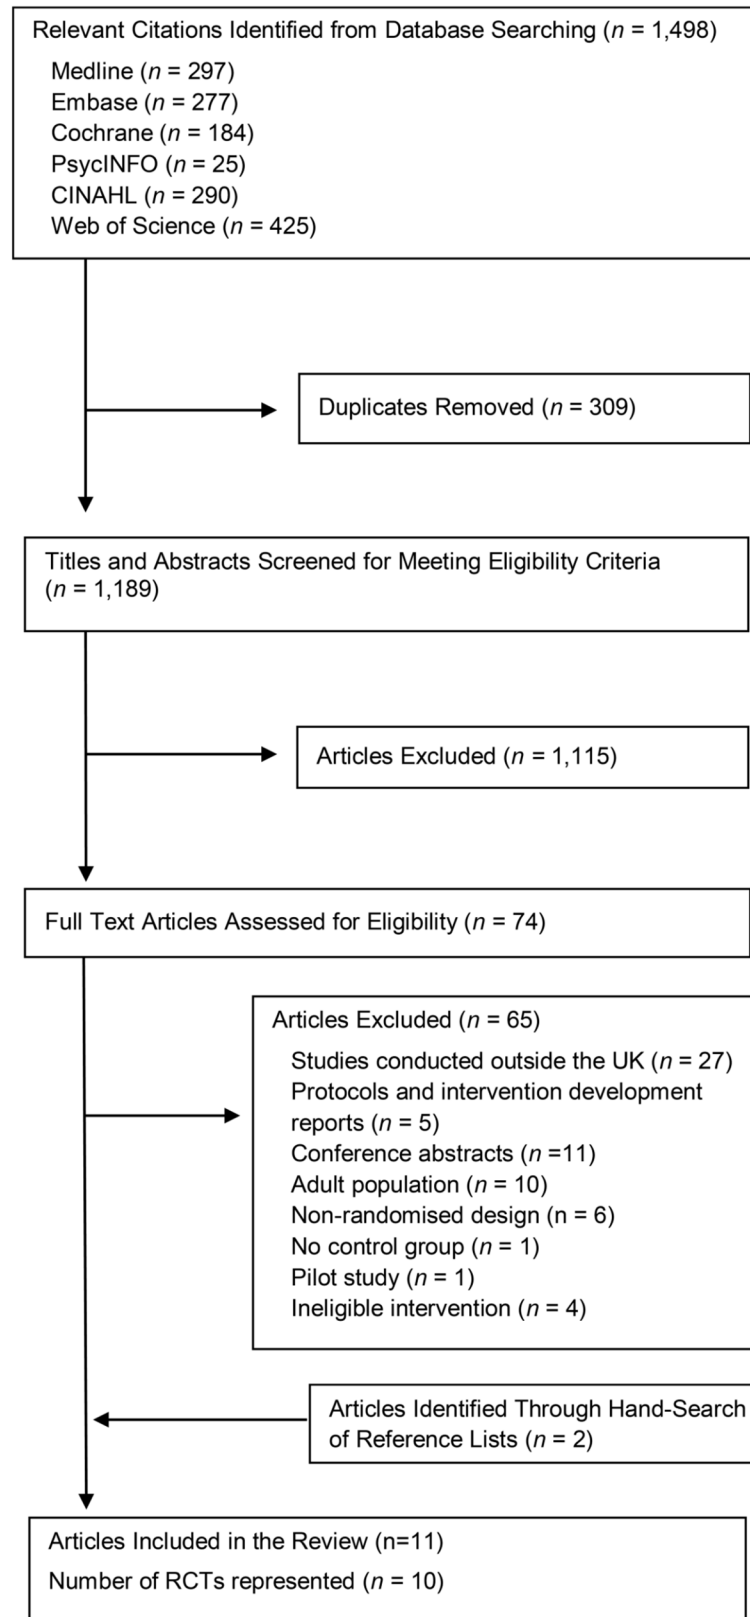 Relevant Citations Identified from Database Searching (n = 1,498)
Medline (n = 297)
Embase (n = 277)
Cochrane (n = 184)
PsycINFO (n = 25)
CINAHL (n = 290)
Web of Science (n = 425)
Duplicates Removed (n = 309)
Titles and Abstracts Screened for Meeting Eligibility Criteria
(n = 1,189)
Articles Excluded (n = 1,115)
Full Text Articles Assessed for Eligibility (n = 74)
Articles Excluded (n = 65)
Studies conducted outside the UK (n = 27)
Protocols and intervention development
reports (n = 5)
Conference abstracts (n =11)
Adult population (n = 10)
Non-randomised design (n = 6)
No control group (n = 1)
Pilot study (n = 1)
Ineligible intervention (n = 4)
Articles Identified Through Hand-Search
of Reference Lists (n = 2)
Articles Included in the Review (n=11)
Number of RCTs represented (n = 10)